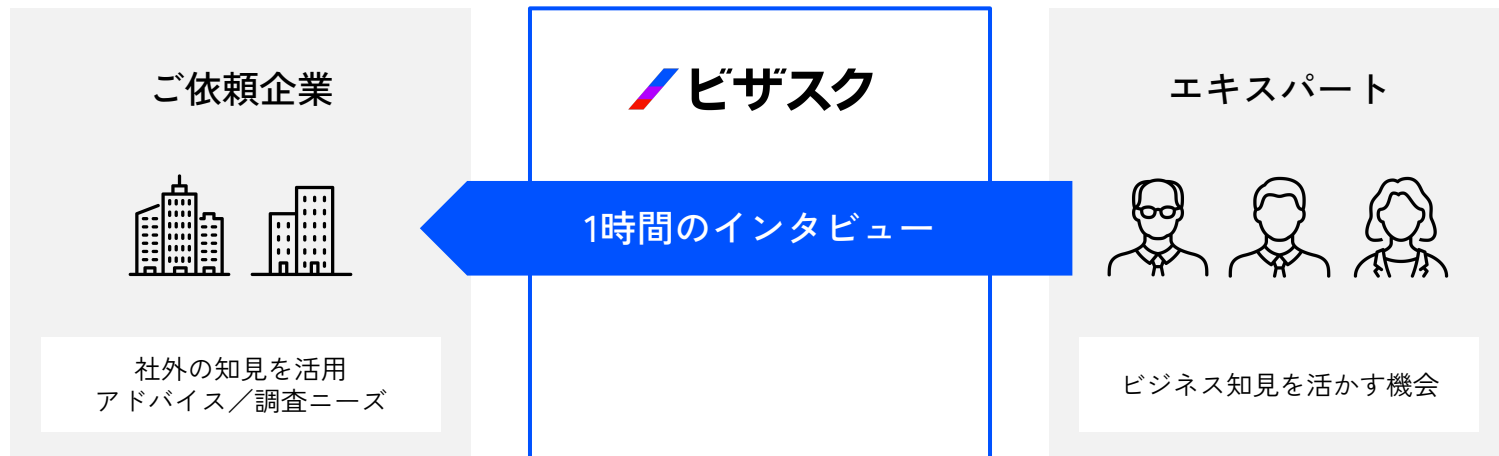 ご依頼企業
ビザスク
エキスパート
1時間のインタビュー
社外の知見を活用
アドバイス／調査ニーズ
ビジネス知見を活かす機会